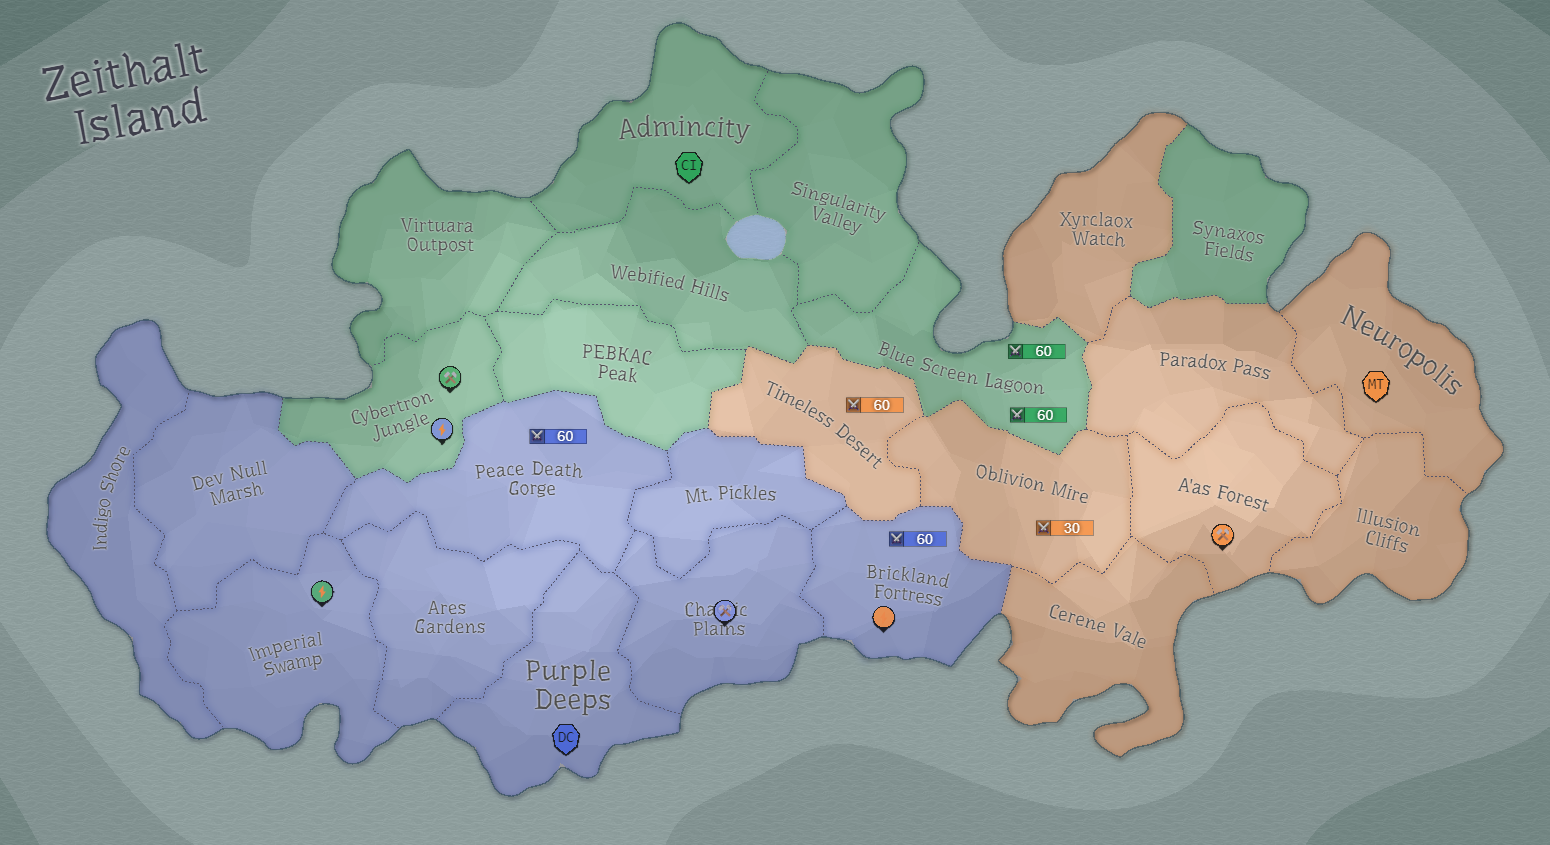 Zeithalt
Island
Admincity
CI
Singularity
Valley
Virtuara
Outpost
Webified Hills
Xyrclaox
Watch
Synaxos
Fields
Neuropolis
MT
PEBKAC
Peak
Blue Screen Lagoon
60
60
Paradox Pass
Cybertron
Jungle
Timeless Desert
60
60
Peace Death
Gorge
Indigo Shore
Dev Null
Marsh
Mt. Pickles
Oblivion Mire
30
A'as Forest
Illusion
Cliffs
60
Brickland
Fortress
Ares
Gardens
Plains
Cerene Vale
Imperial
Swamp
Purple
Deeps
DC